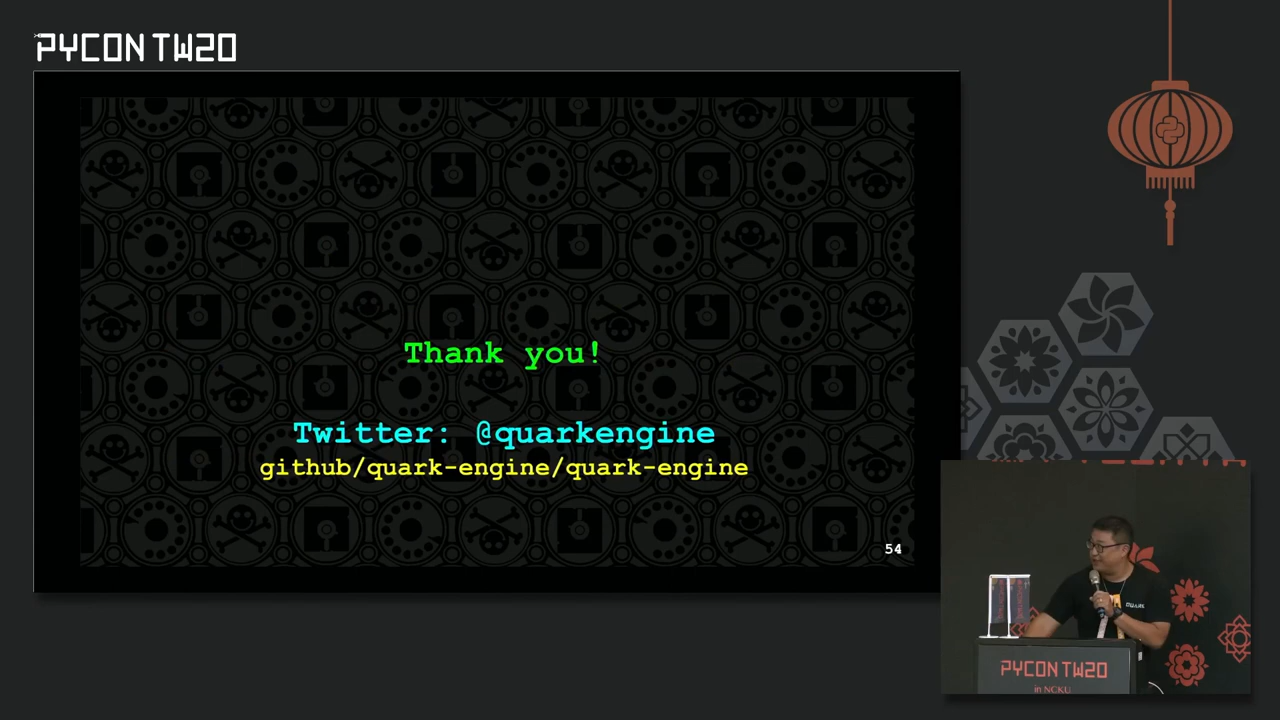 PYCON TW20
Thank you!
Twitter: @quarkengine
github/quark-engine/quark-engine
54
PYCON TW20
in NCKU